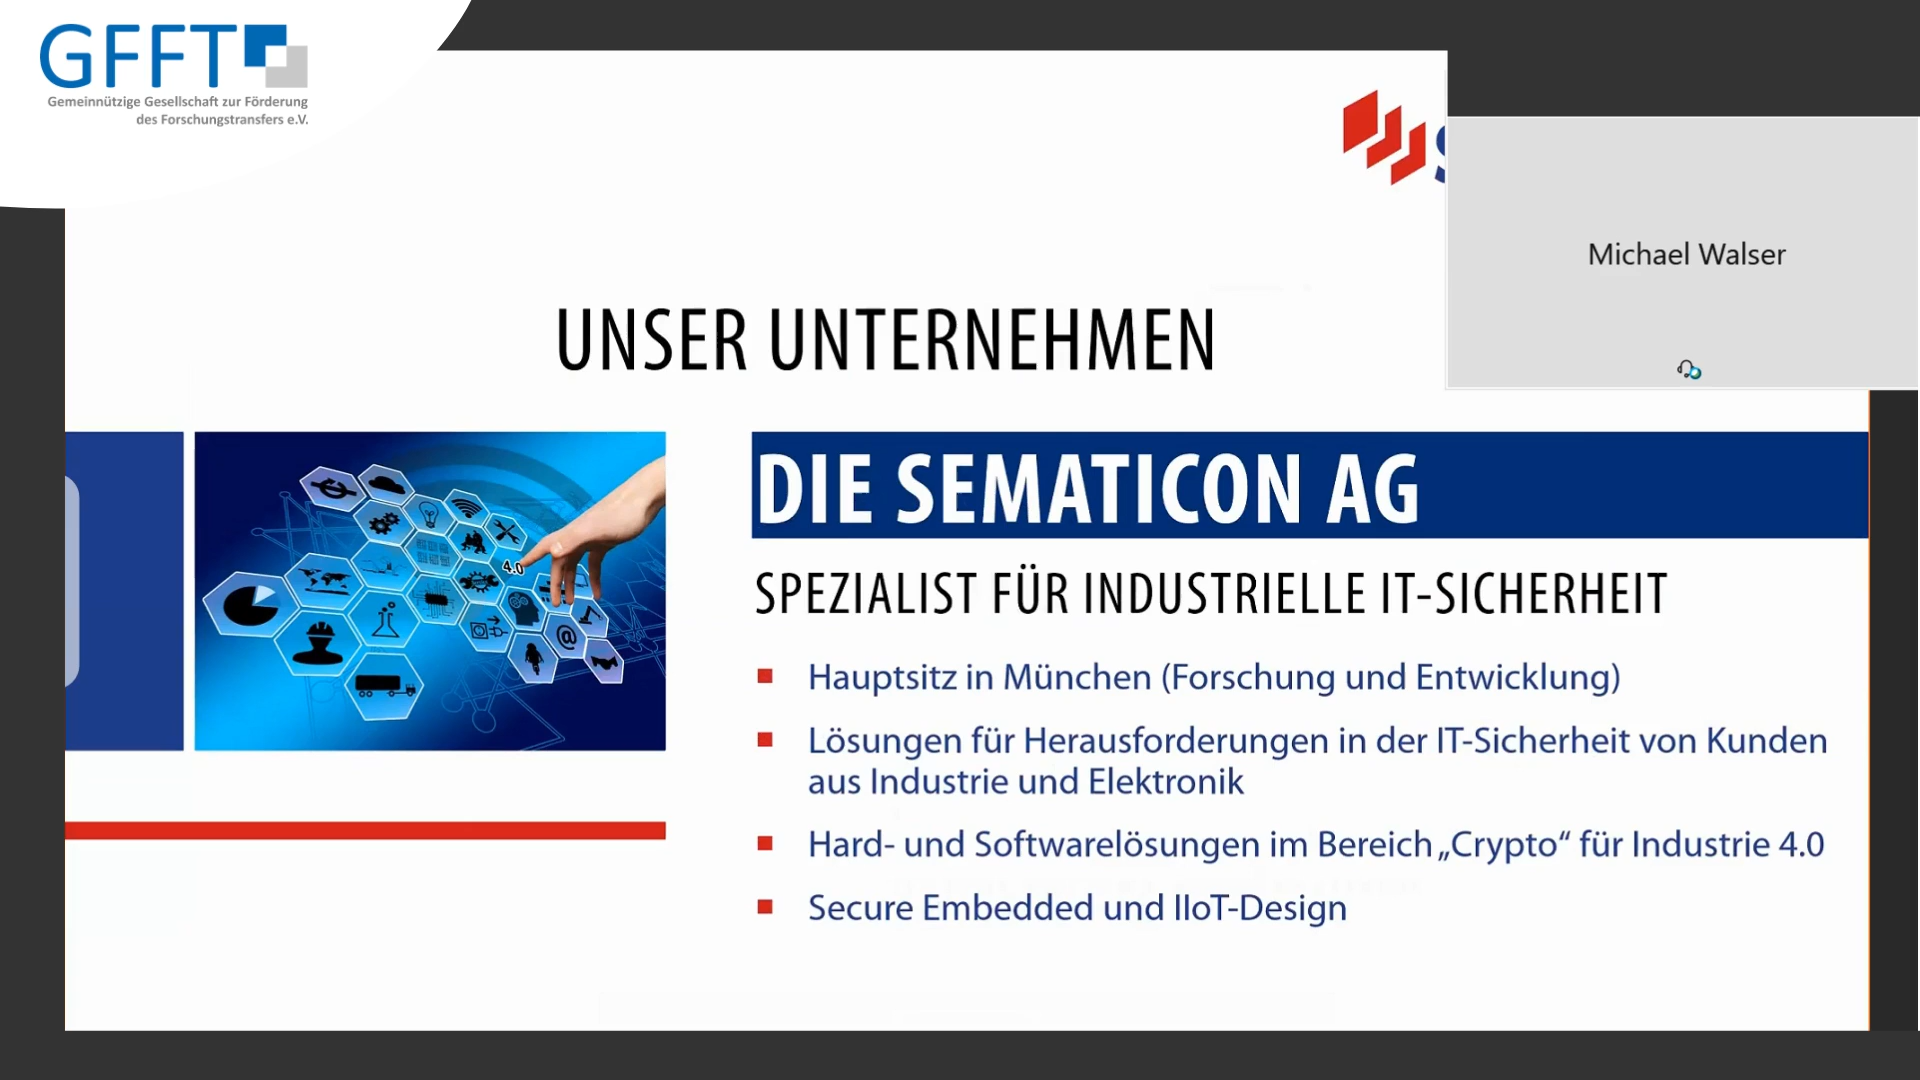 GFFT
Gemeinnützige Gesellschaft zur Förderung
des Forschungstransfers e.V.
Michael Walser
UNSER UNTERNEHMEN
4.0
@
DIE SEMATICON AG
SPEZIALIST FÜR INDUSTRIELLE IT-SICHERHEIT
Hauptsitz in München (Forschung und Entwicklung)
Lösungen für Herausforderungen in der IT-Sicherheit von Kunden
aus Industrie und Elektronik
Hard- und Softwarelösungen im Bereich „Crypto“ für Industrie 4.0
Secure Embedded und IIoT-Design